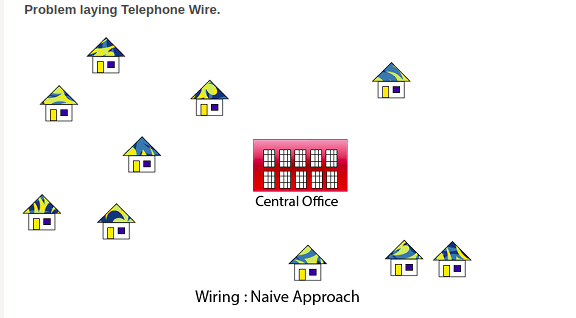 Problem laying Telephone Wire.
Central Office
Wiring : Naive Approach